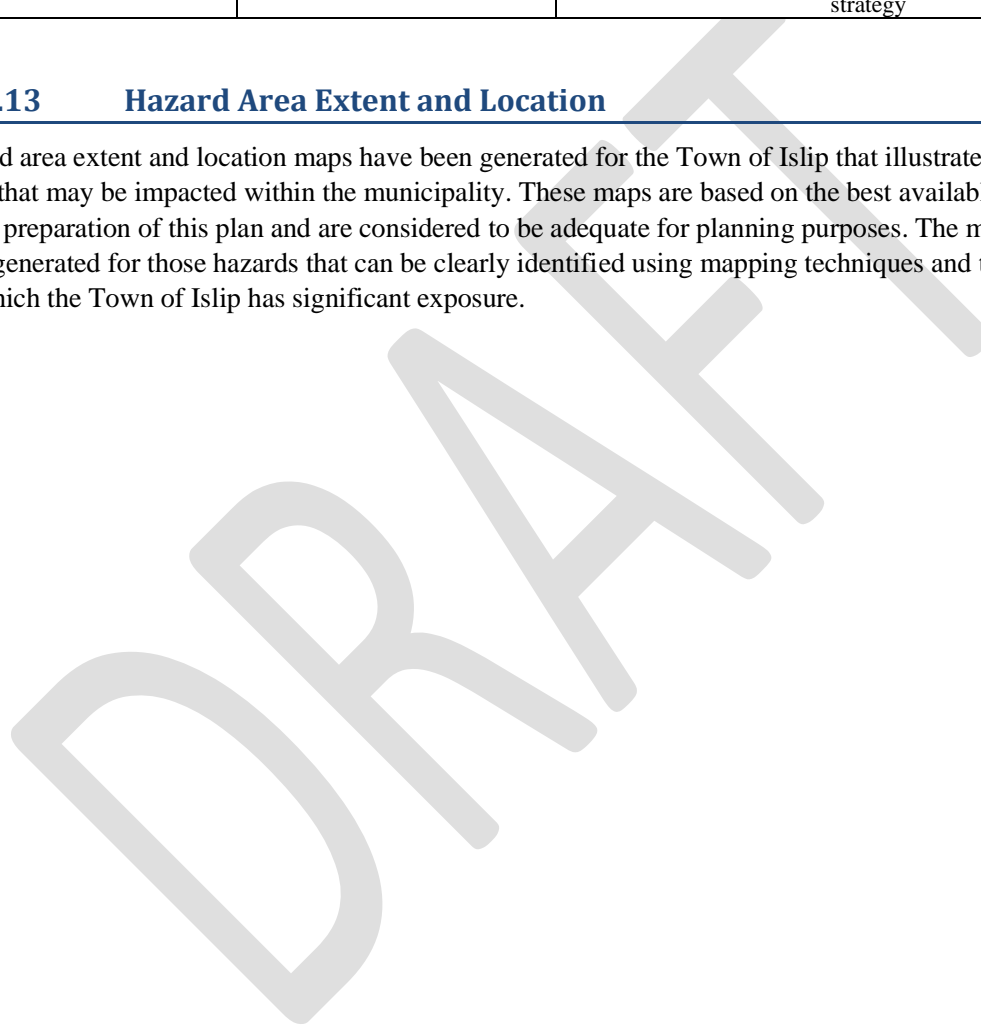 strategy
.13 Hazard Area Extent and Location
d area extent and location maps have been generated for the Town of Islip that illustrate
that may be impacted within the municipality. These maps are based on the best availabl
preparation of this plan and are considered to be adequate for planning purposes. The m
generated for those hazards that can be clearly identified using mapping techniques and t
hich the Town of Islip has significant exposure.
DRAFT